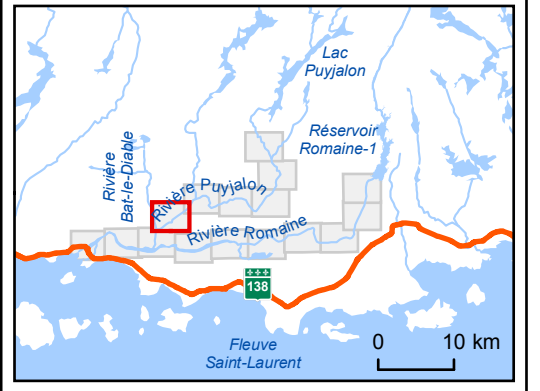 Lac
Puyjalon
Réservoir
Romaine-1
Rivière
Bat-le-Diable
Rivière Puyjalon
Rivière Romaine
138
Fleuve
Saint-Laurent
0 10 km